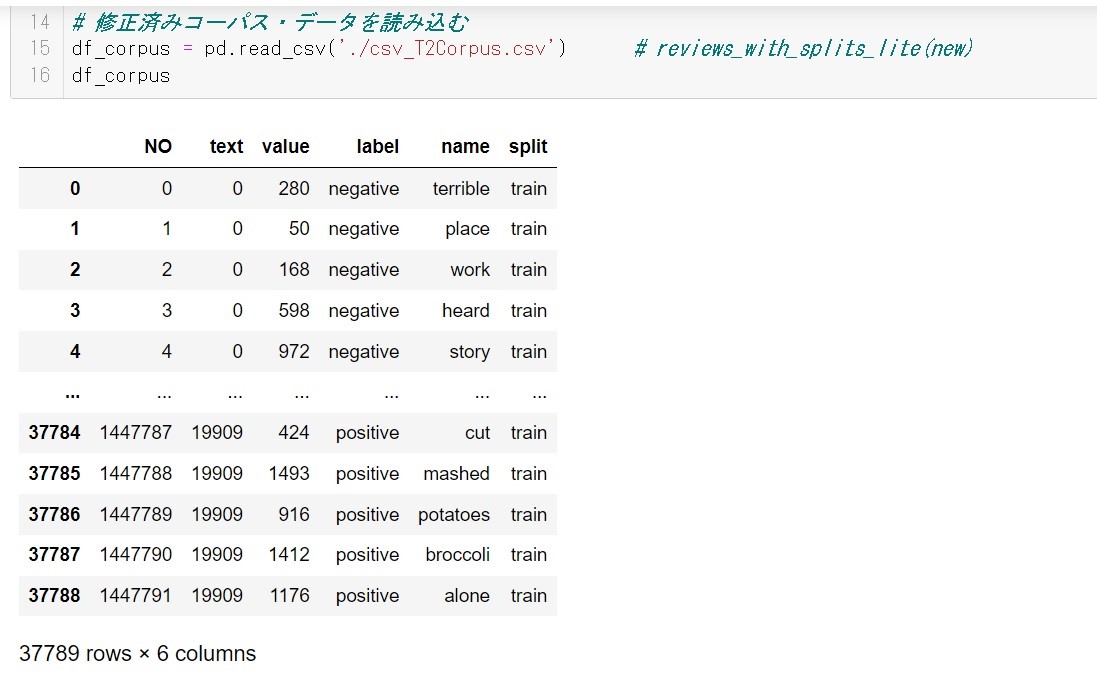 14 # 修正済みコーパス・データを読み込む
15 df_corpus = pd.read_csv('./csv_T2Corpus.csv') # reviews_with_splits_lite(new)
16 df_corpus
NO text value label name split
0 0 0 280 negative terrible train
1 1 0 50 negative place train
2 2 0 168 negative work train
3 3 0 598 negative heard train
4 4 0 972 negative story train
... ... ... ... ... ... ...
37784 1447787 19909 424 positive cut train
37785 1447788 19909 1493 positive mashed train
37786 1447789 19909 916 positive potatoes train
37787 1447790 19909 1412 positive broccoli train
37788 1447791 19909 1176 positive alone train
37789 rows × 6 columns